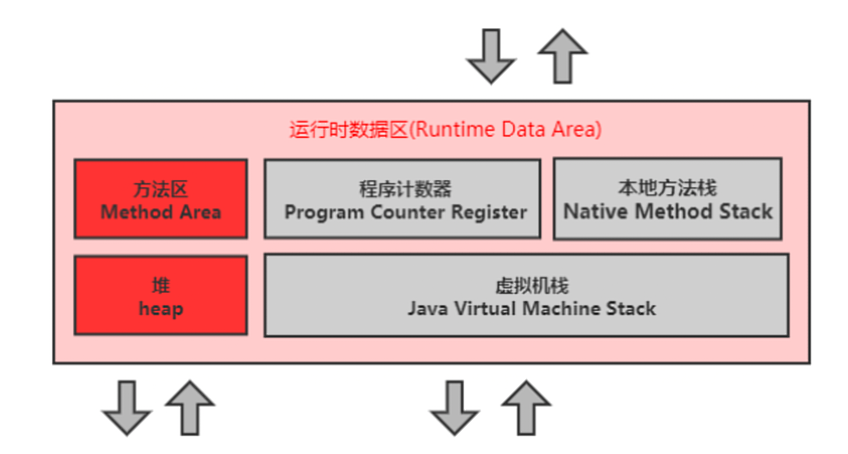 运行时数据区(Runtime Data Area)
方法区
Method Area
程序计数器
Program Counter Register
本地方法栈
Native Method Stack
堆
heap
虚拟机栈
Java Virtual Machine Stack